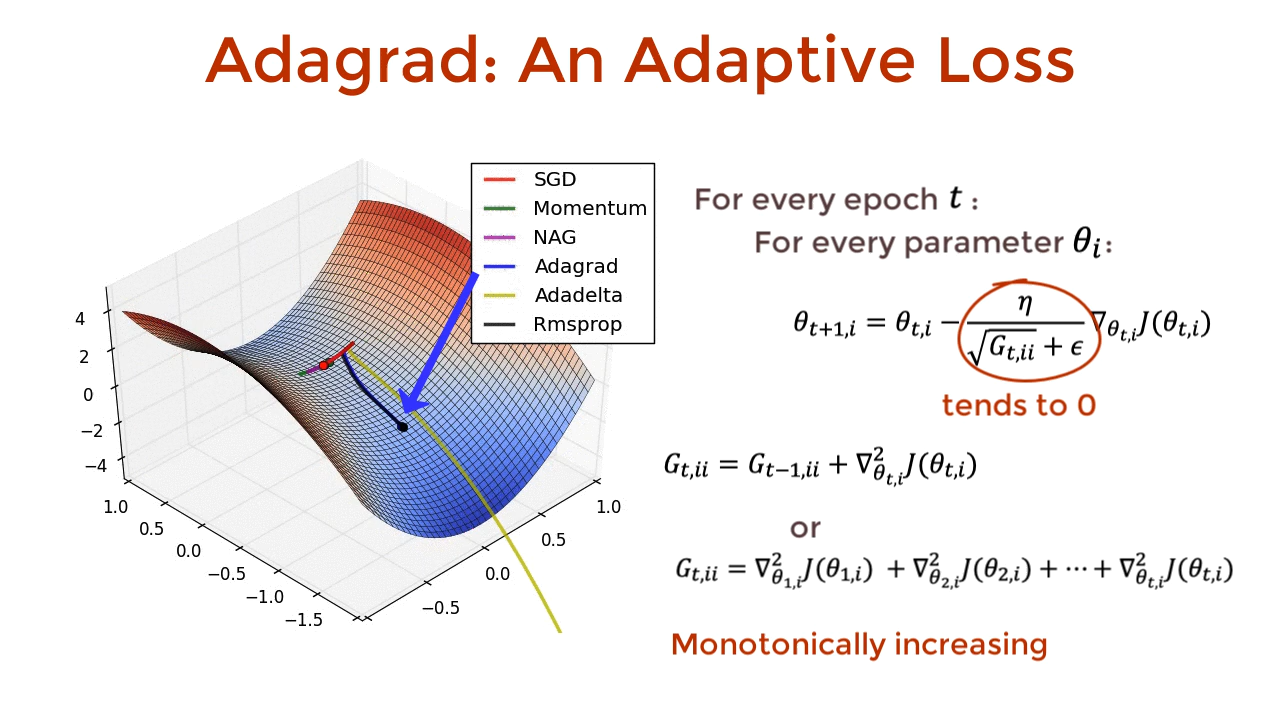 Adagrad: An Adaptive Loss
SGD
Momentum
NAG
Adagrad
Adadelta
Rmsprop
4
2
0
−2
−4
1.0
0.5
0.0
−0.5
−1.0
−1.5
−0.5
0.0
0.5
1.0
For every epoch t :
For every parameter θᵢ:
θ_{t+1,i} = θ_{t,i} − \frac{η}{\sqrt{G_{t,ii}} + ϵ} ∇_{θ_{t,i}} J(θ_{t,i})
tends to 0
G_{t,ii} = G_{t−1,ii} + ∇²_{θ_{t,i}} J(θ_{t,i})
or
G_{t,ii} = ∇²_{θ_{1,i}} J(θ_{1,i}) + ∇²_{θ_{2,i}} J(θ_{2,i}) + ⋯ + ∇²_{θ_{t,i}} J(θ_{t,i})
Monotonically increasing